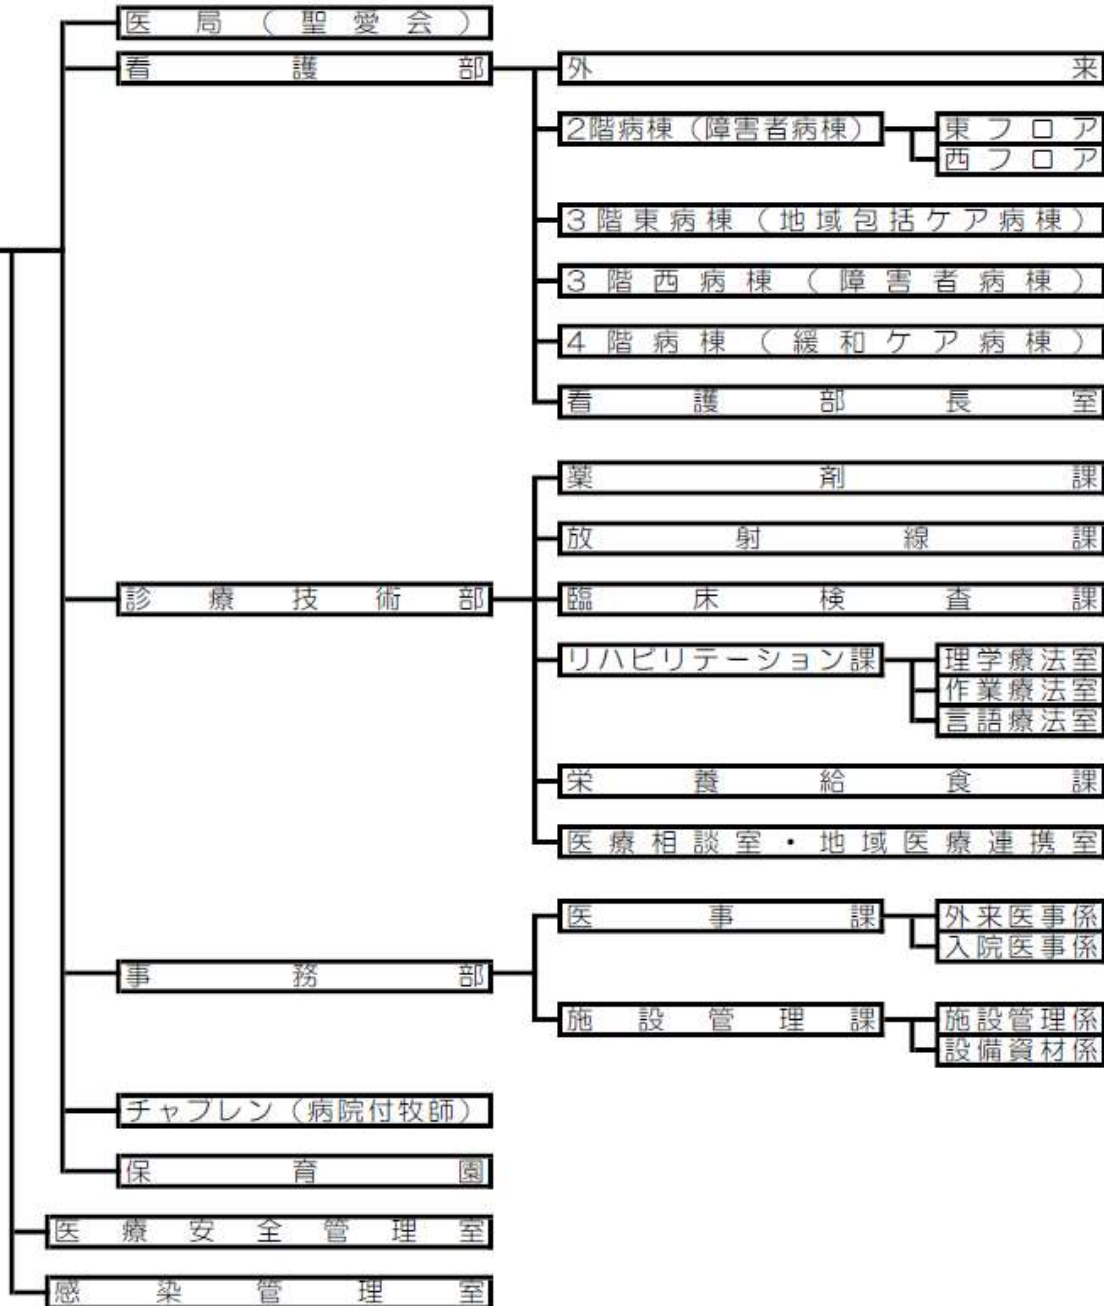 医局(聖愛会)
看護部
外来
2階病棟(障害者病棟)
東フロア
西フロア
3階東病棟(地域包括ケア病棟)
3階西病棟(障害者病棟)
4階病棟(緩和ケア病棟)
看護部長室
薬剤課
放射線課
診療技術部
臨床検査課
リハビリテーション課
理学療法室
作業療法室
言語療法室
栄養給食課
医療相談室・地域医療連携室
医事課
外来医事係
入院医事係
事務部
施設管理課
施設管理係
設備資材係
チャプレン(病院付牧師)
保育園
医療安全管理室
感染管理室